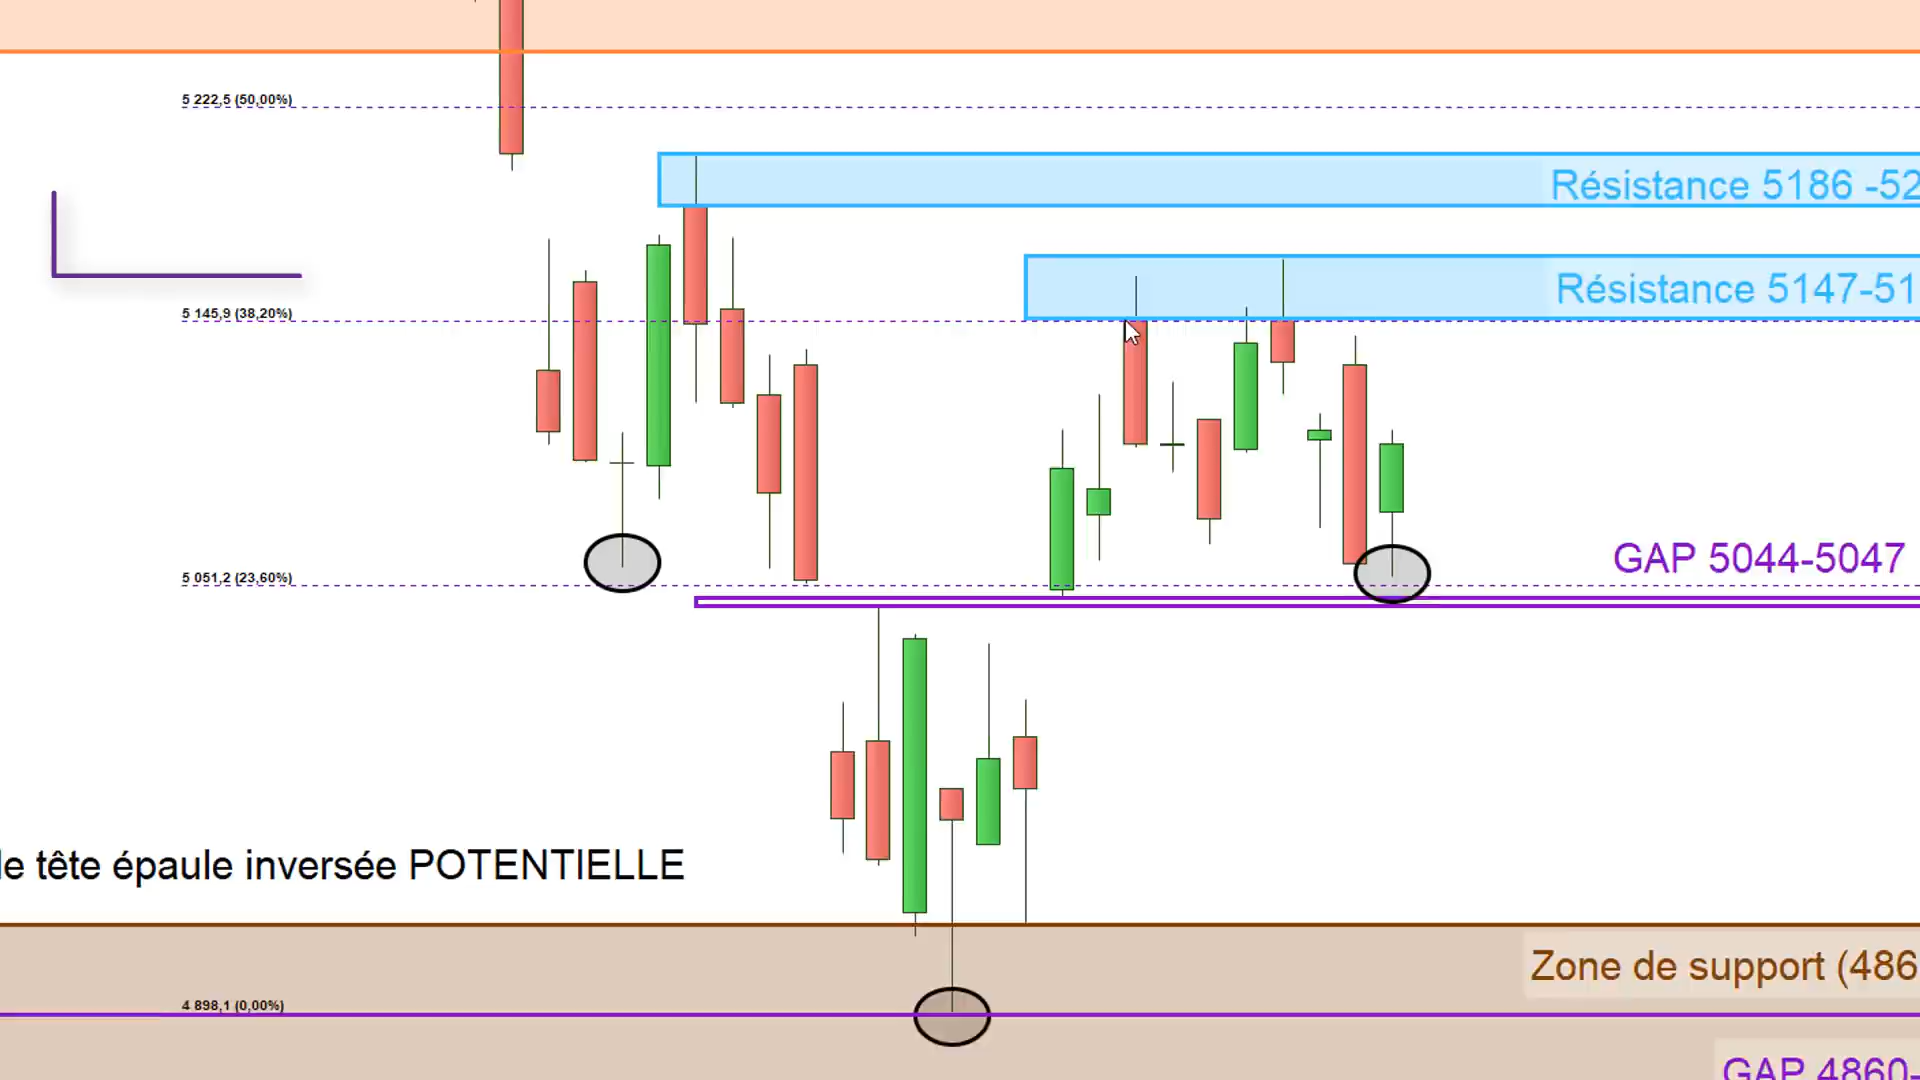 5 222,5 (50,00%)
Résistance 5186 -52
Résistance 5147-51
5 145,9 (38,20%)
GAP 5044-5047
5 051,2 (23,60%)
le tête épaule inversée POTENTIELLE
Zone de support (486
4 898,1 (0,00%)
GAP 4860-